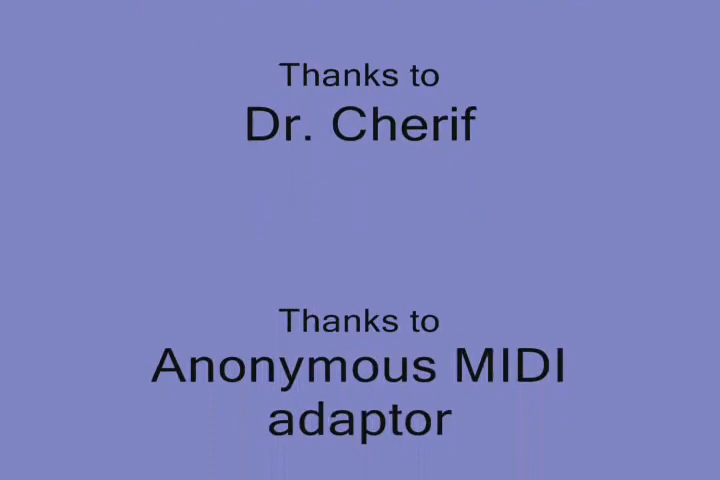 Thanks to
Dr. Cherif
Thanks to
Anonymous MIDI
adaptor